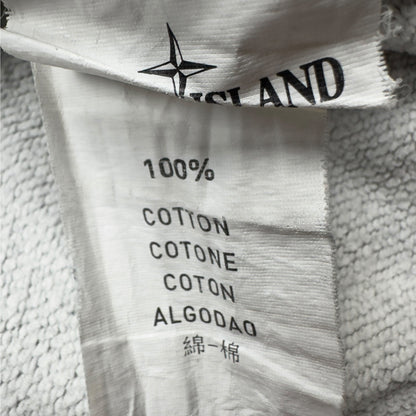 ISLAND
100%
COTTON
COTONE
COTON
ALGODAO
綿-棉